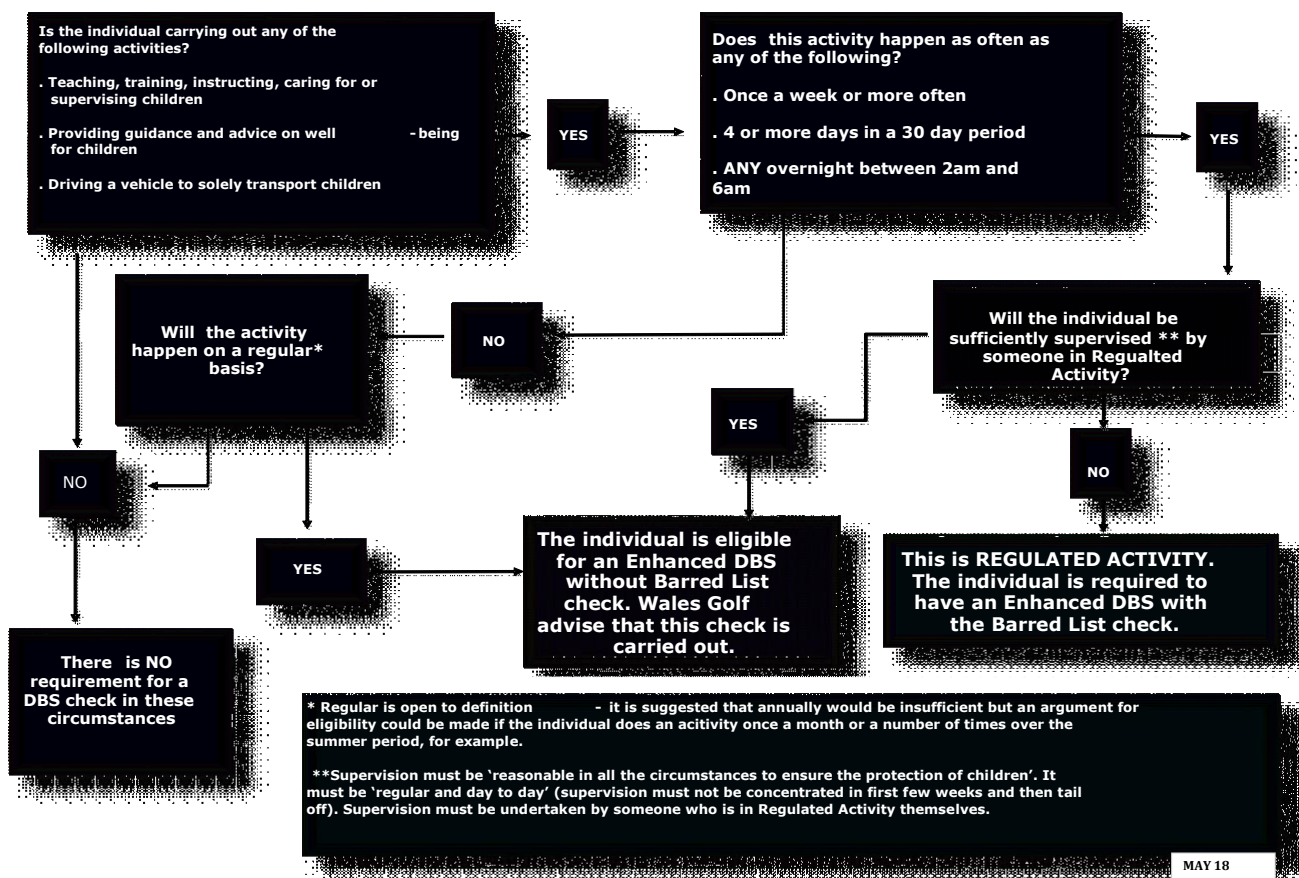 Is the individual carrying out any of the
following activities?
. Teaching, training, instructing, caring for or
supervising children
. Providing guidance and advice on well -being
for children
. Driving a vehicle to solely transport children
YES
Does this activity happen as often as
any of the following?
. Once a week or more often
. 4 or more days in a 30 day period
. ANY overnight between 2am and
6am
YES
Will the activity
happen on a regular*
basis?
NO
Will the individual be
sufficiently supervised ** by
someone in Regualted
Activity?
YES
NO
NO
YES
The individual is eligible
for an Enhanced DBS
without Barred List
check. Wales Golf
advise that this check is
carried out.
This is REGULATED ACTIVITY.
The individual is required to
have an Enhanced DBS with
the Barred List check.
There is NO
requirement for a
DBS check in these
circumstances
* Regular is open to definition - it is suggested that annually would be insufficient but an argument for
eligibility could be made if the individual does an acitivity once a month or a number of times over the
summer period, for example.
**Supervision must be ‘reasonable in all the circumstances to ensure the protection of children’. It
must be ‘regular and day to day’ (supervision must not be concentrated in first few weeks and then tail
off). Supervision must be undertaken by someone who is in Regulated Activity themselves.
MAY 18